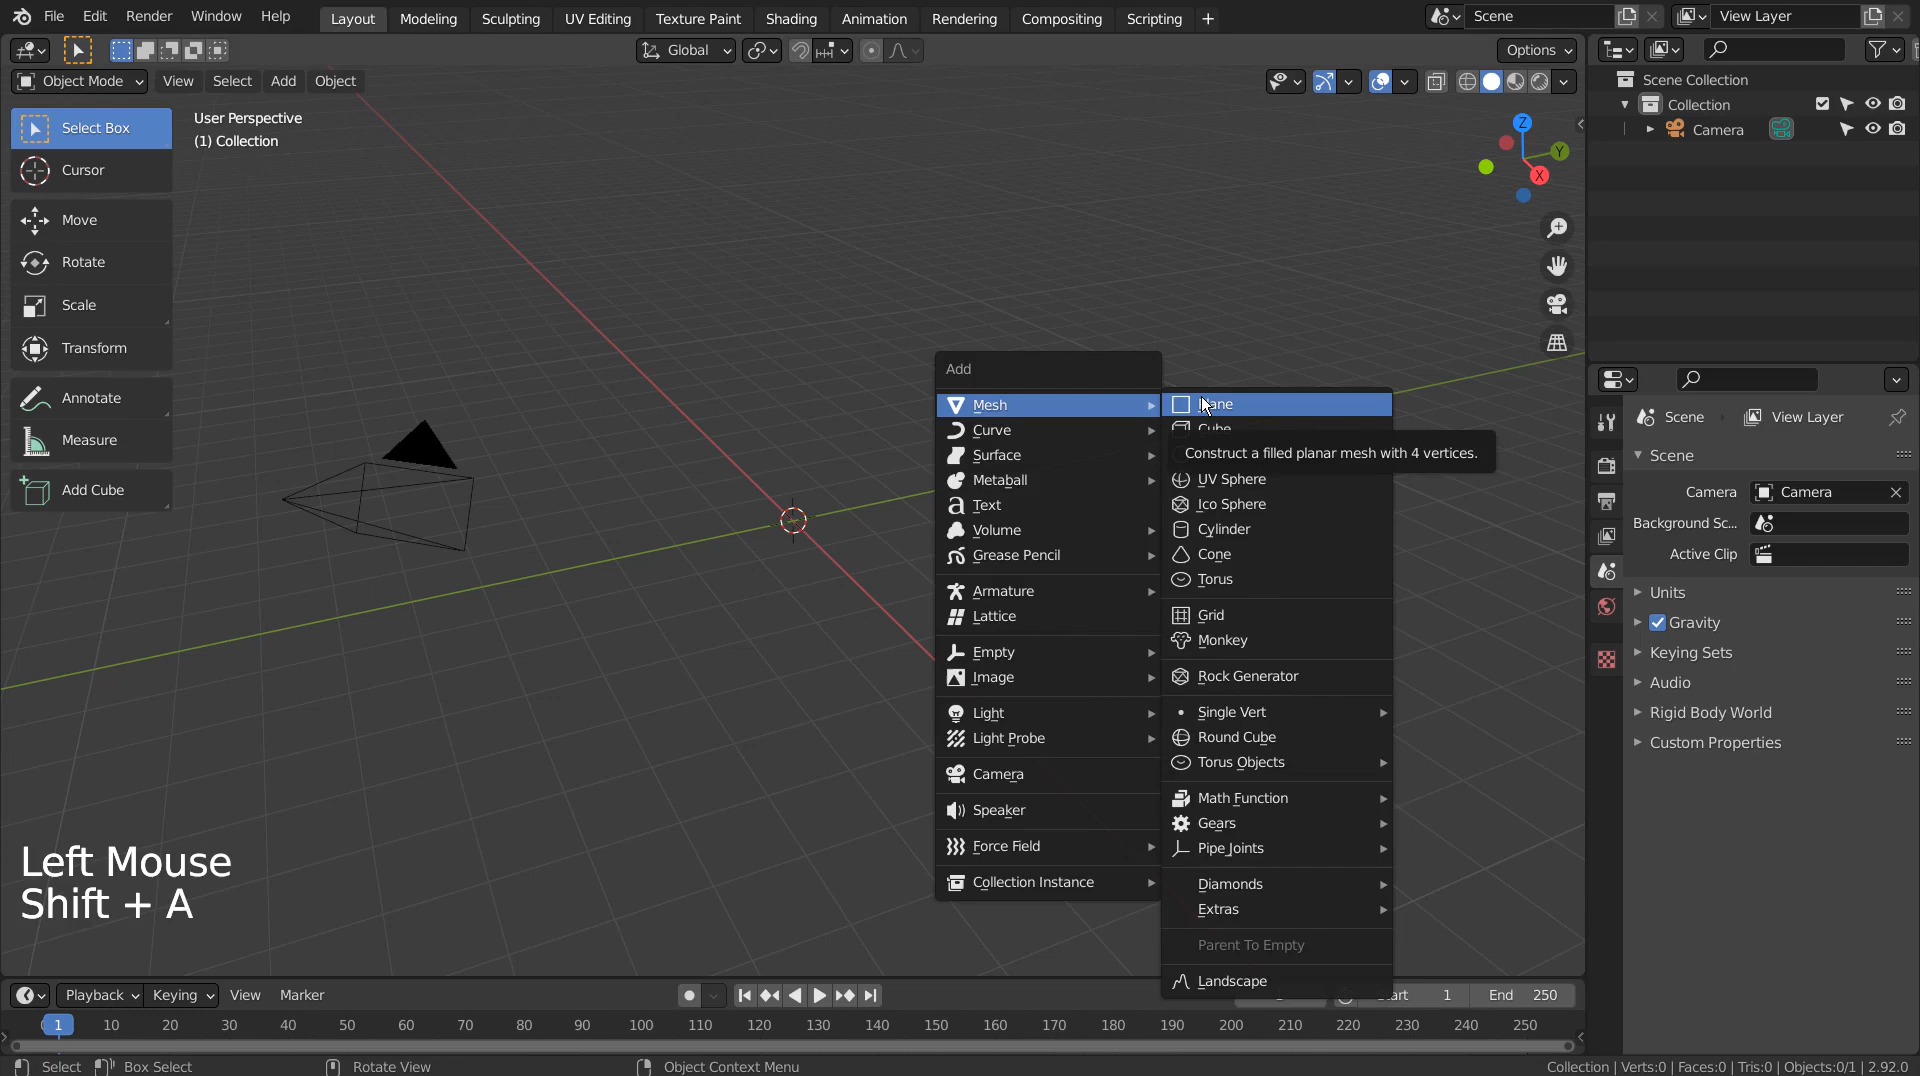 File Edit Render Window Help Layout Modeling Sculpting UV Editing Texture Paint Shading Animation Rendering Compositing Scripting + Scene View Layer
Global Options
Object Mode View Select Add Object
User Perspective
(1) Collection
Select Box
Cursor
Move
Rotate
Scale
Transform
Annotate
Measure
Add Cube
Z
Y
X
Add
Mesh
Curve
Surface
Metaball
Text
Volume
Grease Pencil
Armature
Lattice
Empty
Image
Light
Light Probe
Camera
Speaker
Force Field
Collection Instance
Cube
Construct a filled planar mesh with 4 vertices.
UV Sphere
Ico Sphere
Cylinder
Cone
Torus
Grid
Monkey
Rock Generator
Single Vert
Round Cube
Torus Objects
Math Function
Gears
Pipe Joints
Diamonds
Extras
Parent To Empty
Landscape
Left Mouse
Shift + A
Scene Collection
Collection
Camera
Scene View Layer
Scene
Camera Camera
Background Sc...
Active Clip
Units
Gravity
Keying Sets
Audio
Rigid Body World
Custom Properties
Playback Keying View Marker 1 End 250
1 10 20 30 40 50 60 70 80 90 100 110 120 130 140 150 160 170 180 190 200 210 220 230 240 250
Select Box Select Rotate View Object Context Menu Collection | Verts:0 | Faces:0 | Tris:0 | Objects:0/1 | 2.92.0